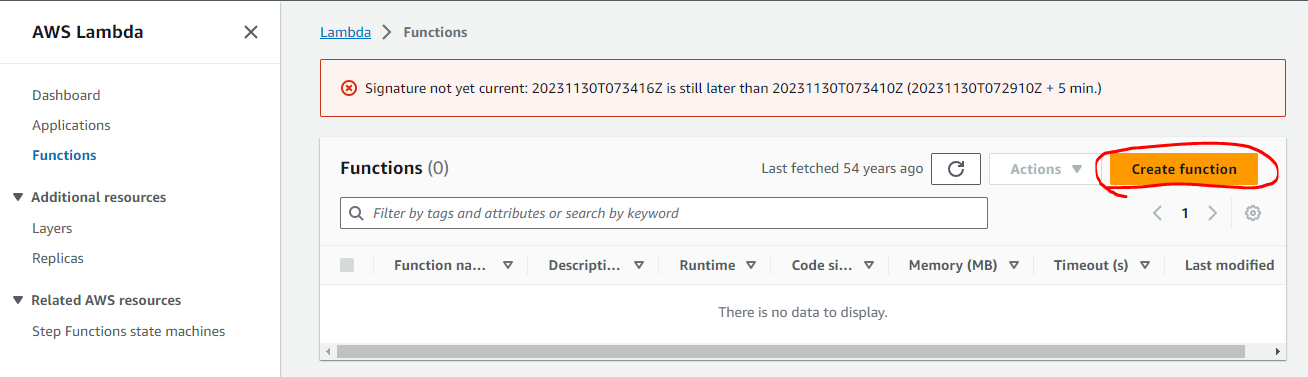 AWS Lambda
Dashboard
Applications
Functions
Additional resources
Layers
Replicas
Related AWS resources
Step Functions state machines
Lambda > Functions
Signature not yet current: 20231130T073416Z is still later than 20231130T073410Z (20231130T072910Z + 5 min.)
Functions (0) Last fetched 54 years ago Actions Create function
Filter by tags and attributes or search by keyword 1
Function na... Descripti... Runtime Code si... Memory (MB) Timeout (s) Last modified
There is no data to display.